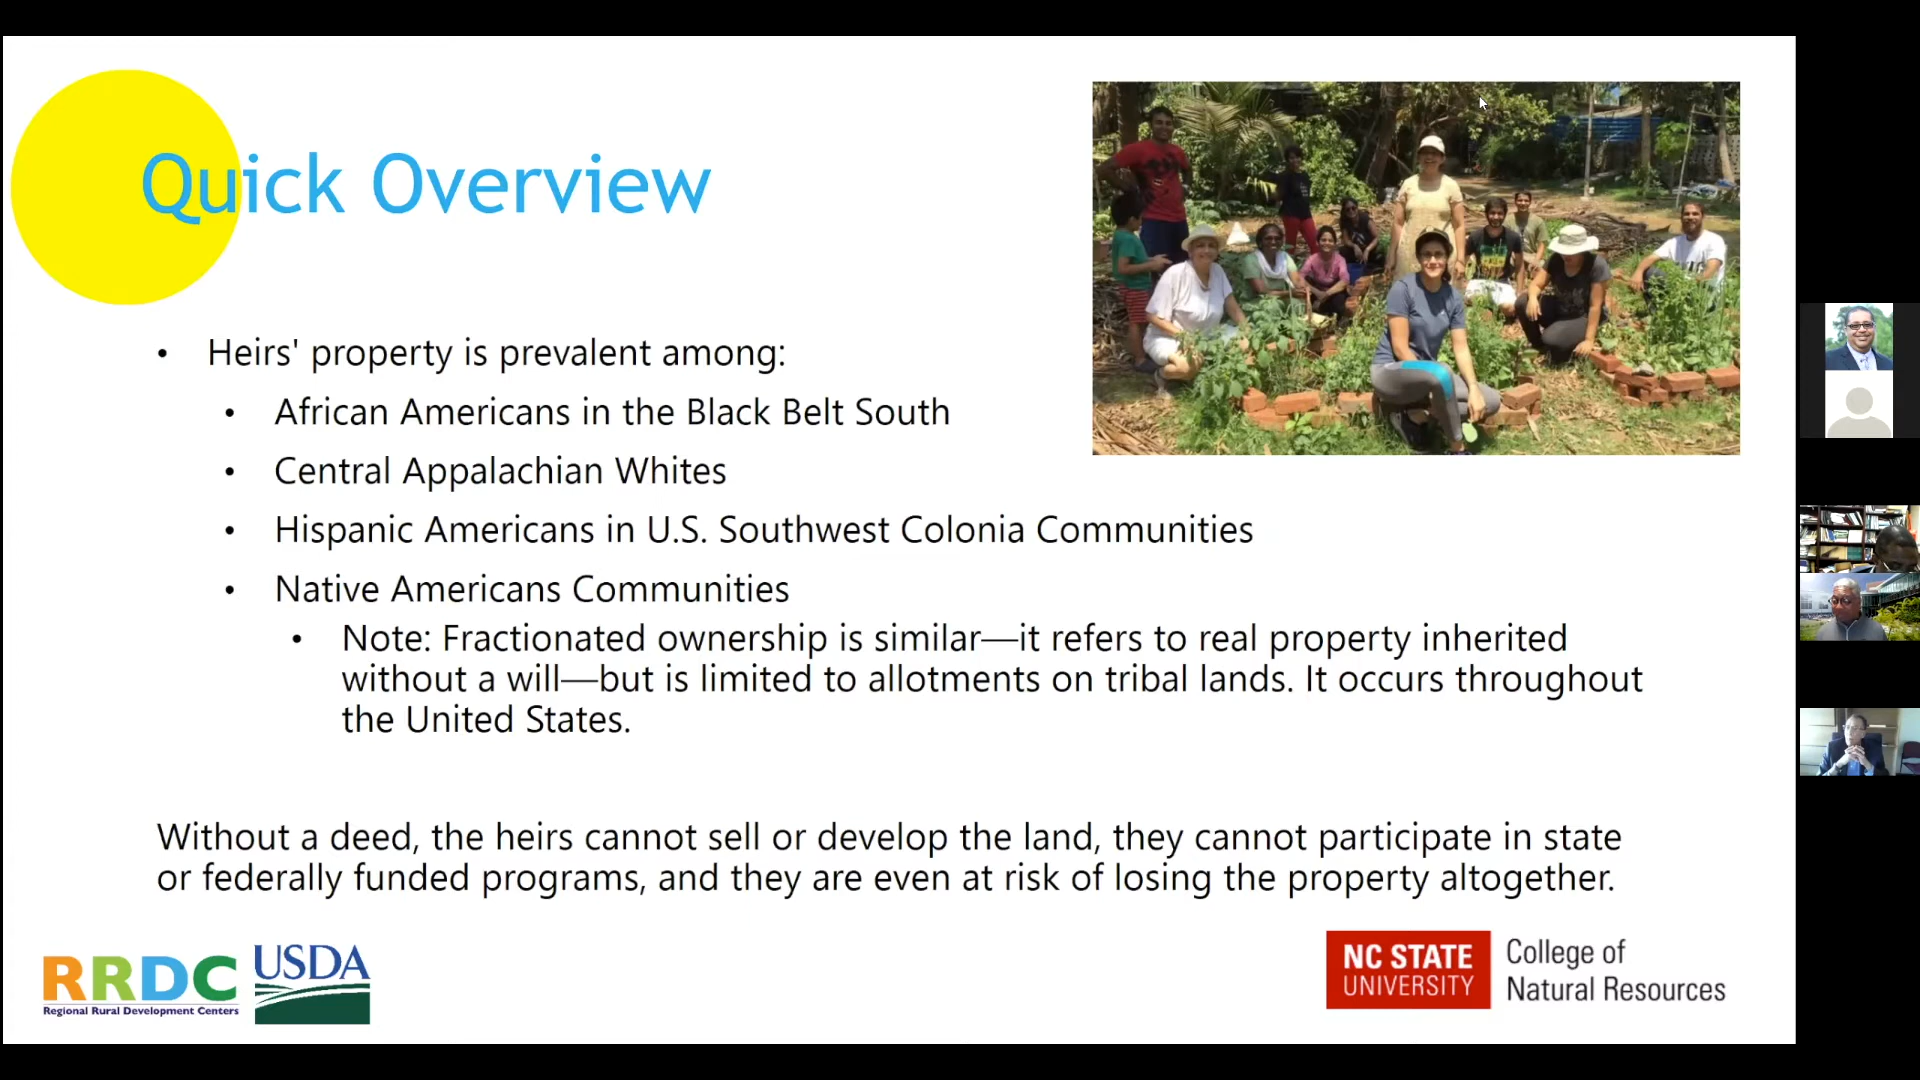 Quick Overview
• Heirs' property is prevalent among:
• African Americans in the Black Belt South
• Central Appalachian Whites
• Hispanic Americans in U.S. Southwest Colonia Communities
• Native Americans Communities
• Note: Fractionated ownership is similar—it refers to real property inherited
without a will—but is limited to allotments on tribal lands. It occurs throughout
the United States.
Without a deed, the heirs cannot sell or develop the land, they cannot participate in state
or federally funded programs, and they are even at risk of losing the property altogether.
RRDC
Regional Rural Development Centers
USDA
NC STATE
UNIVERSITY
College of
Natural Resources